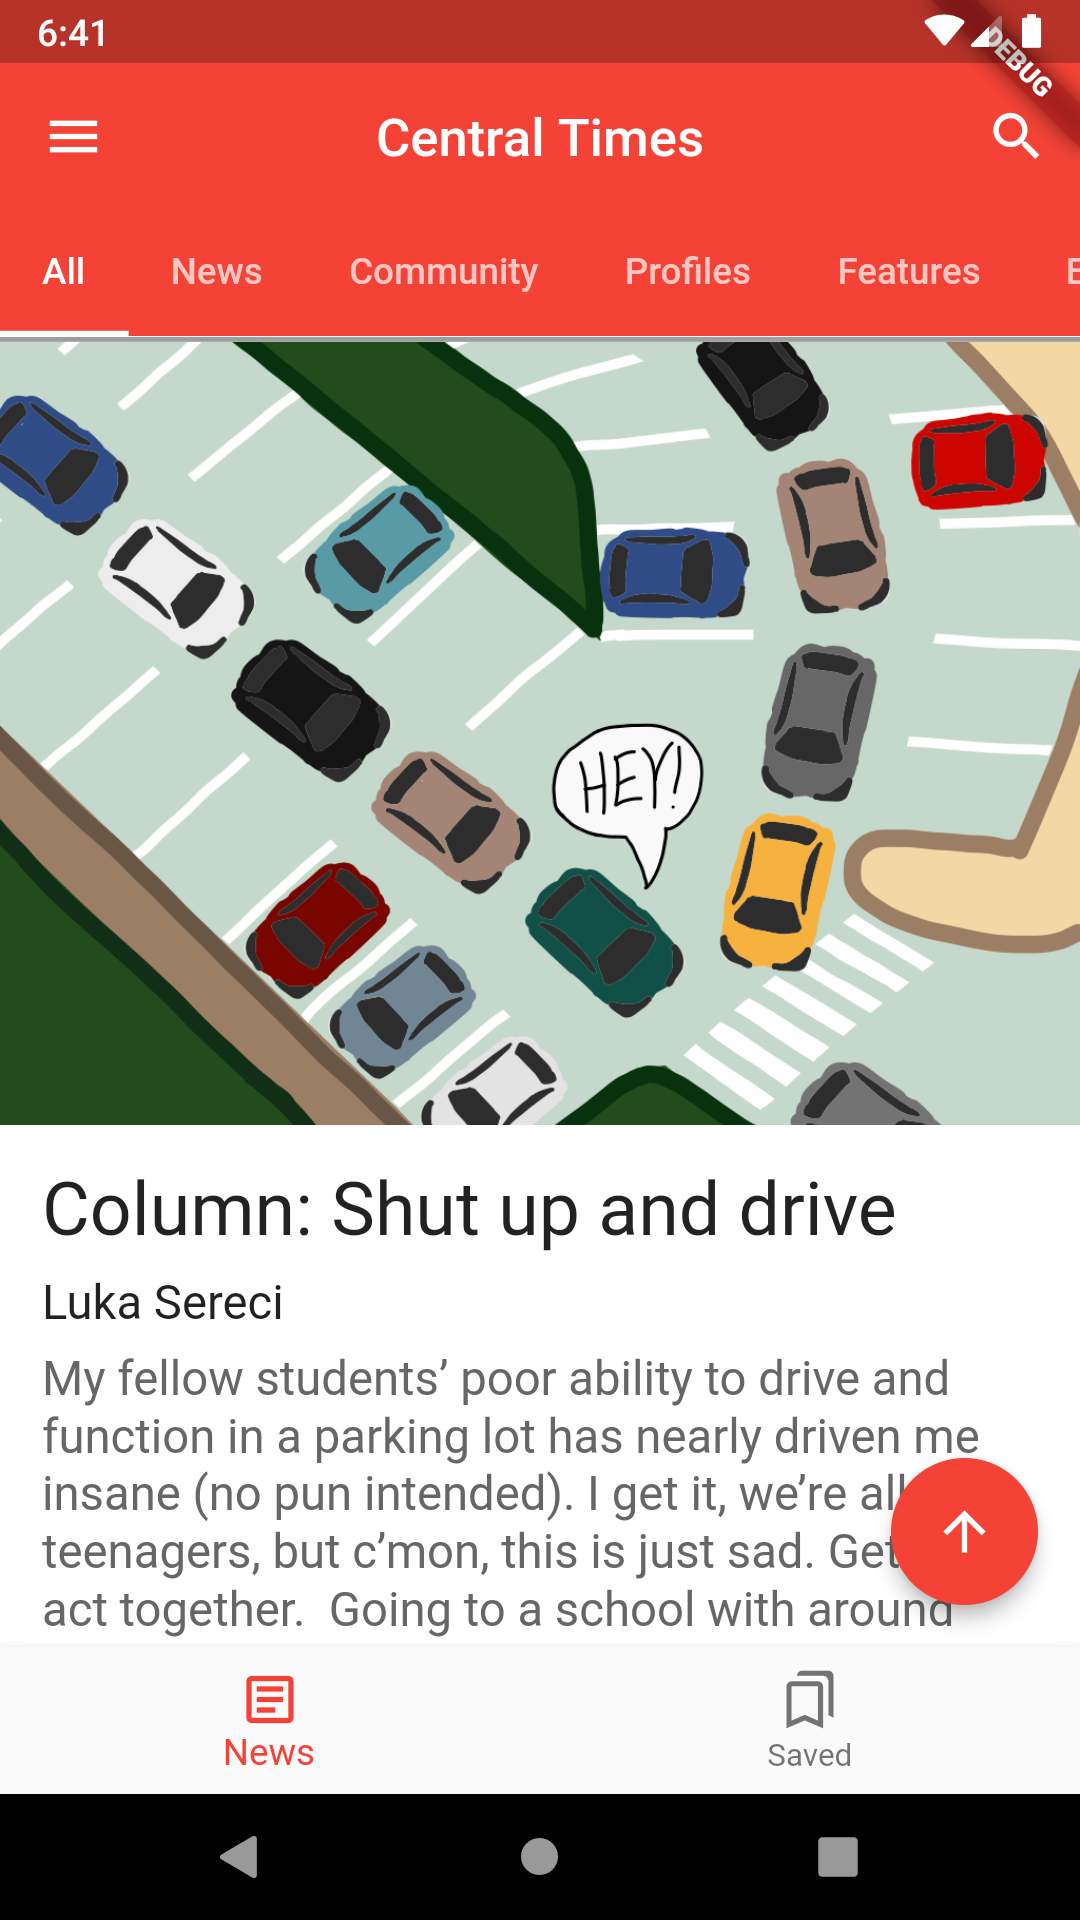 6:41
DEBUG
Central Times
All News Community Profiles Features
HEY!
Column: Shut up and drive
Luka Sereci
My fellow students’ poor ability to drive and
function in a parking lot has nearly driven me
insane (no pun intended). I get it, we’re all
teenagers, but c’mon, this is just sad. Get
act together.  Going to a school with around
News
Saved